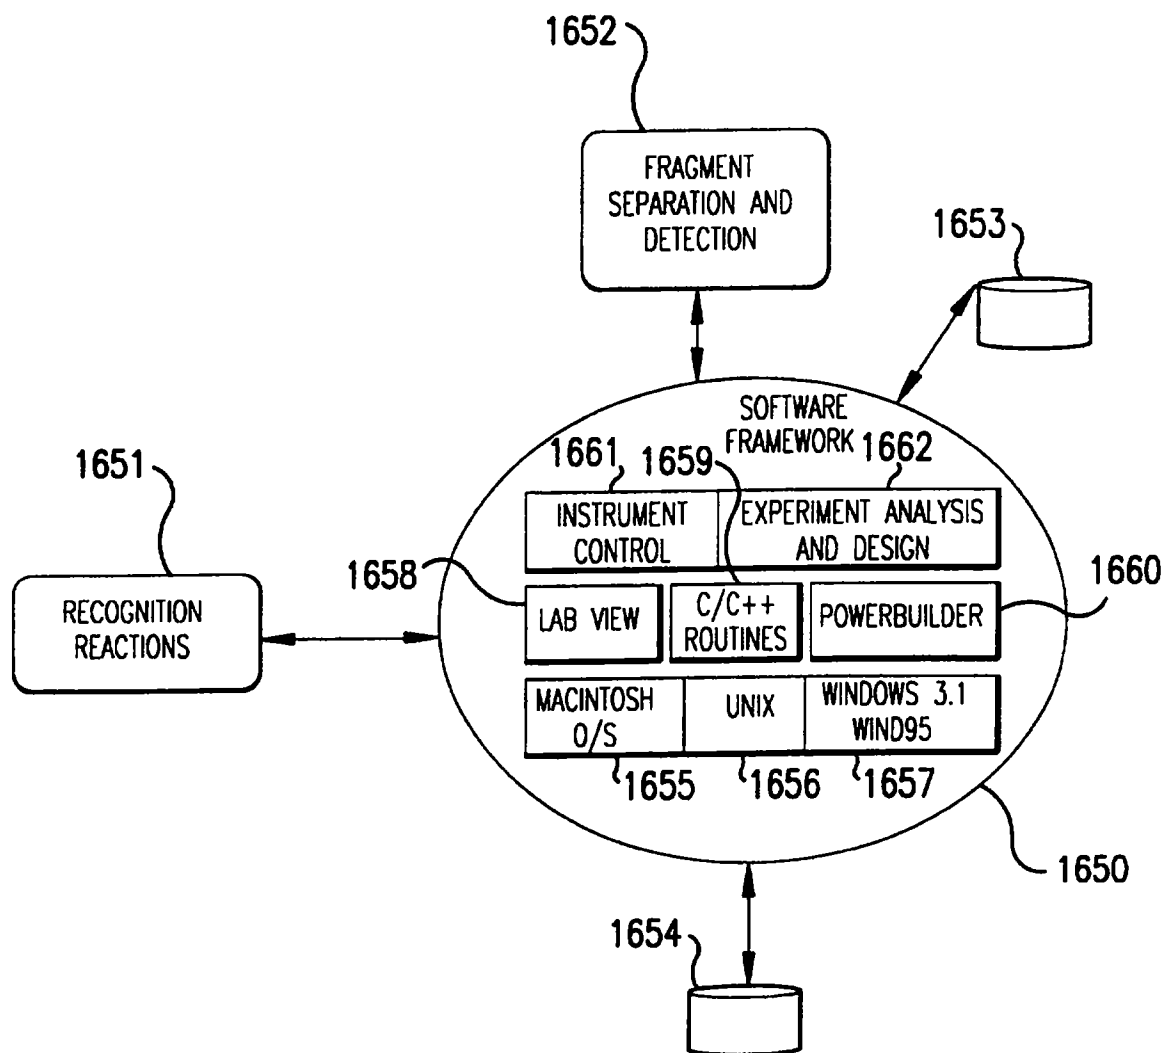 1652
FRAGMENT
SEPARATION AND
DETECTION
1653
SOFTWARE
FRAMEWORK
1661
1659
1662
1651
INSTRUMENT
CONTROL
EXPERIMENT ANALYSIS
AND DESIGN
1658
1660
RECOGNITION
REACTIONS
LAB VIEW
C/C++
ROUTINES
POWERBUILDER
MACINTOSH
O/S
UNIX
WINDOWS 3.1
WIND95
1655
1656
1657
1650
1654